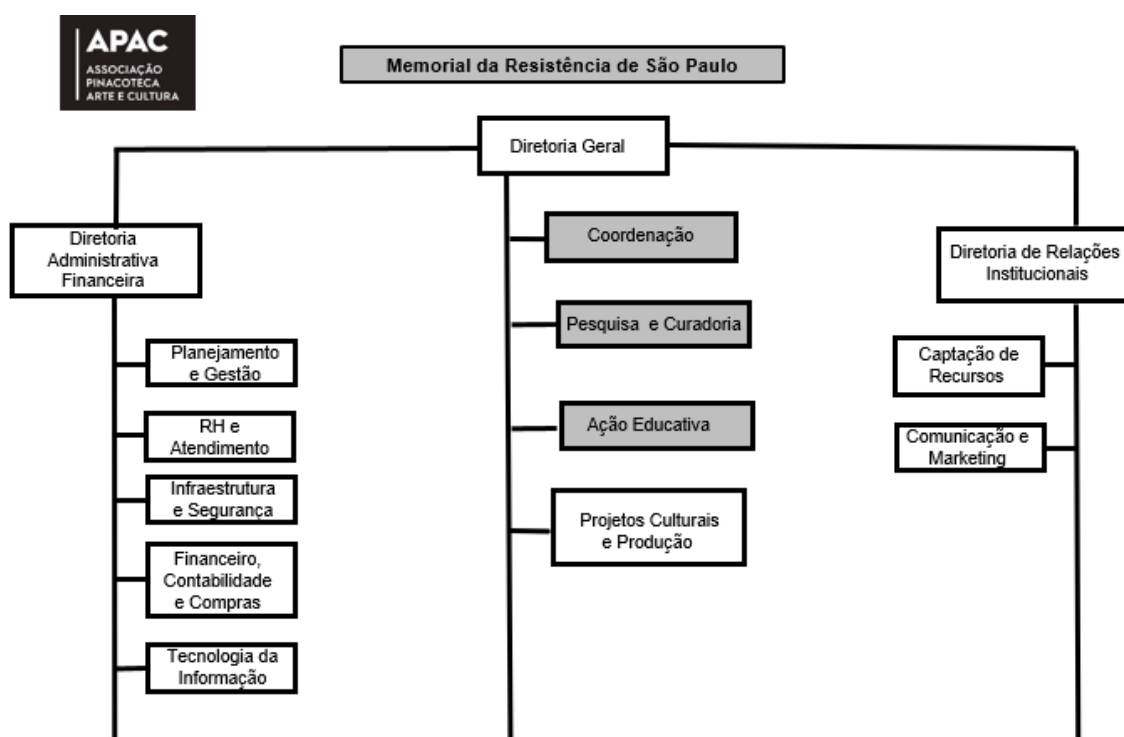 APAC
ASSOCIAÇÃO
PINACOTECA
ARTE E CULTURA
Memorial da Resistência de São Paulo
Diretoria Geral
Diretoria
Administrativa
Financeira
Planejamento
e Gestão
RH e
Atendimento
Infraestrutura
e Segurança
Financeiro,
Contabilidade
e Compras
Tecnologia da
Informação
Coordenação
Pesquisa e Curadoria
Ação Educativa
Projetos Culturais
e Produção
Diretoria de Relações
Institucionais
Captação de
Recursos
Comunicação e
Marketing